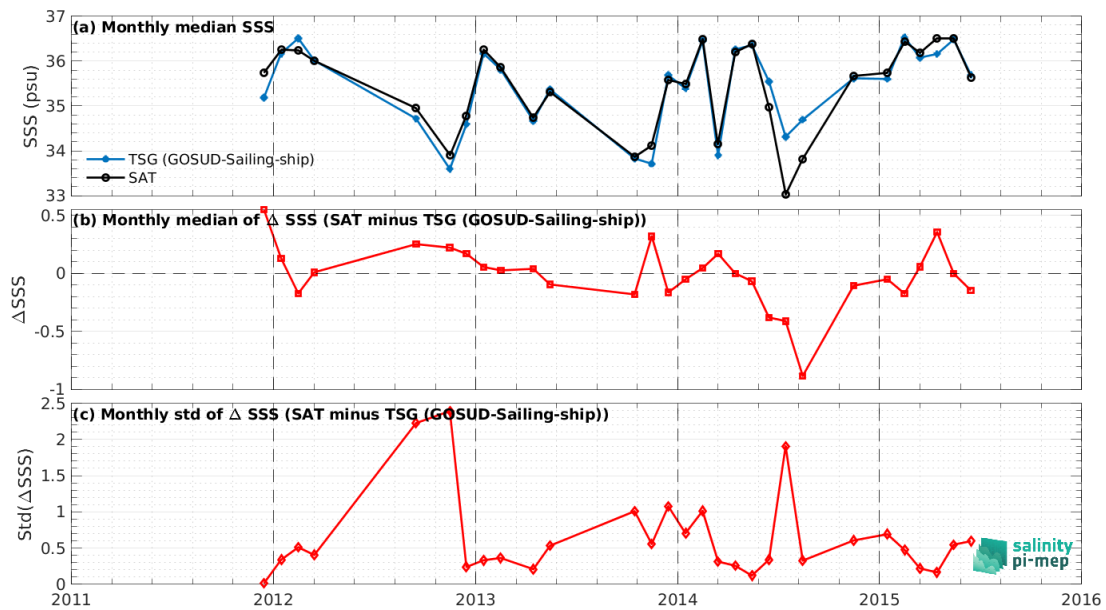 (a) Monthly median SSS
37
36
35
34
33
SSS (psu)
TSG (GOSUD-Sailing-ship)
SAT
(b) Monthly median of Δ SSS (SAT minus TSG (GOSUD-Sailing-ship))
0.5
0
-0.5
-1
ΔSSS
(c) Monthly std of Δ SSS (SAT minus TSG (GOSUD-Sailing-ship))
2.5
2
1.5
1
0.5
0
Std(ΔSSS)
salinity
pi-mep
2011 2012 2013 2014 2015 2016